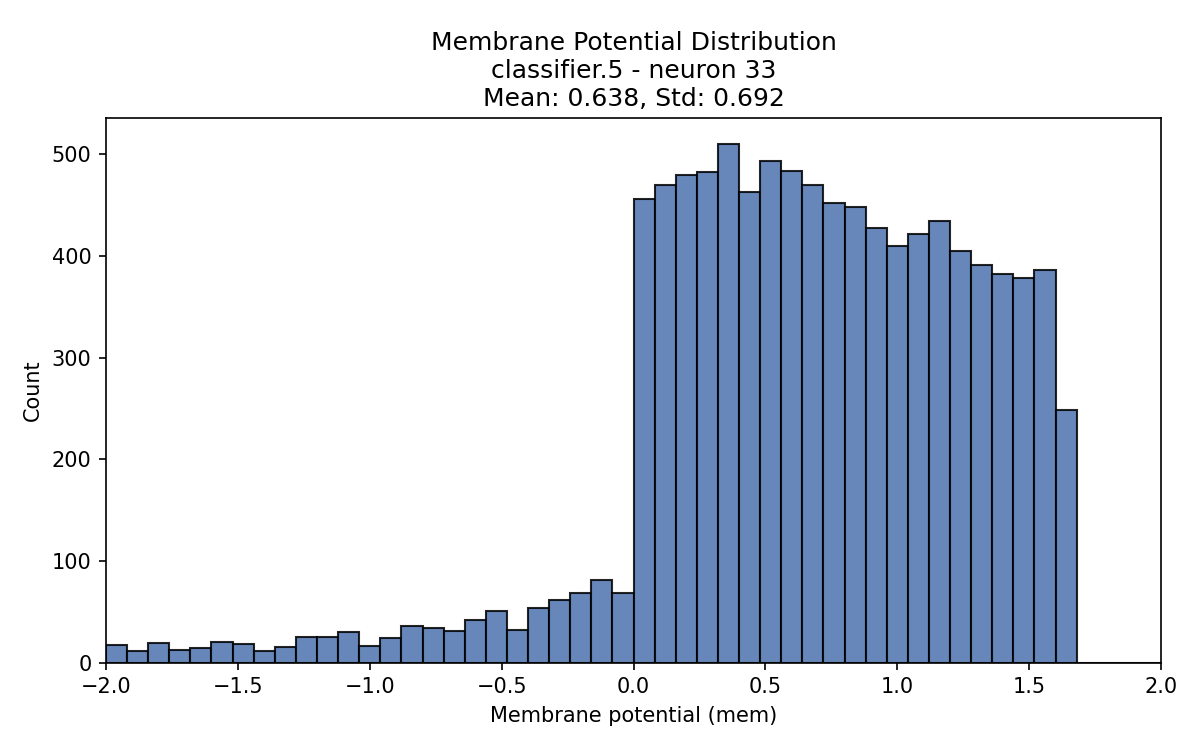 Membrane Potential Distribution
classifier.5 - neuron 33
Mean: 0.638, Std: 0.692
500
400
300
200
100
0
Count
−2.0 −1.5 −1.0 −0.5 0.0 0.5 1.0 1.5 2.0
Membrane potential (mem)